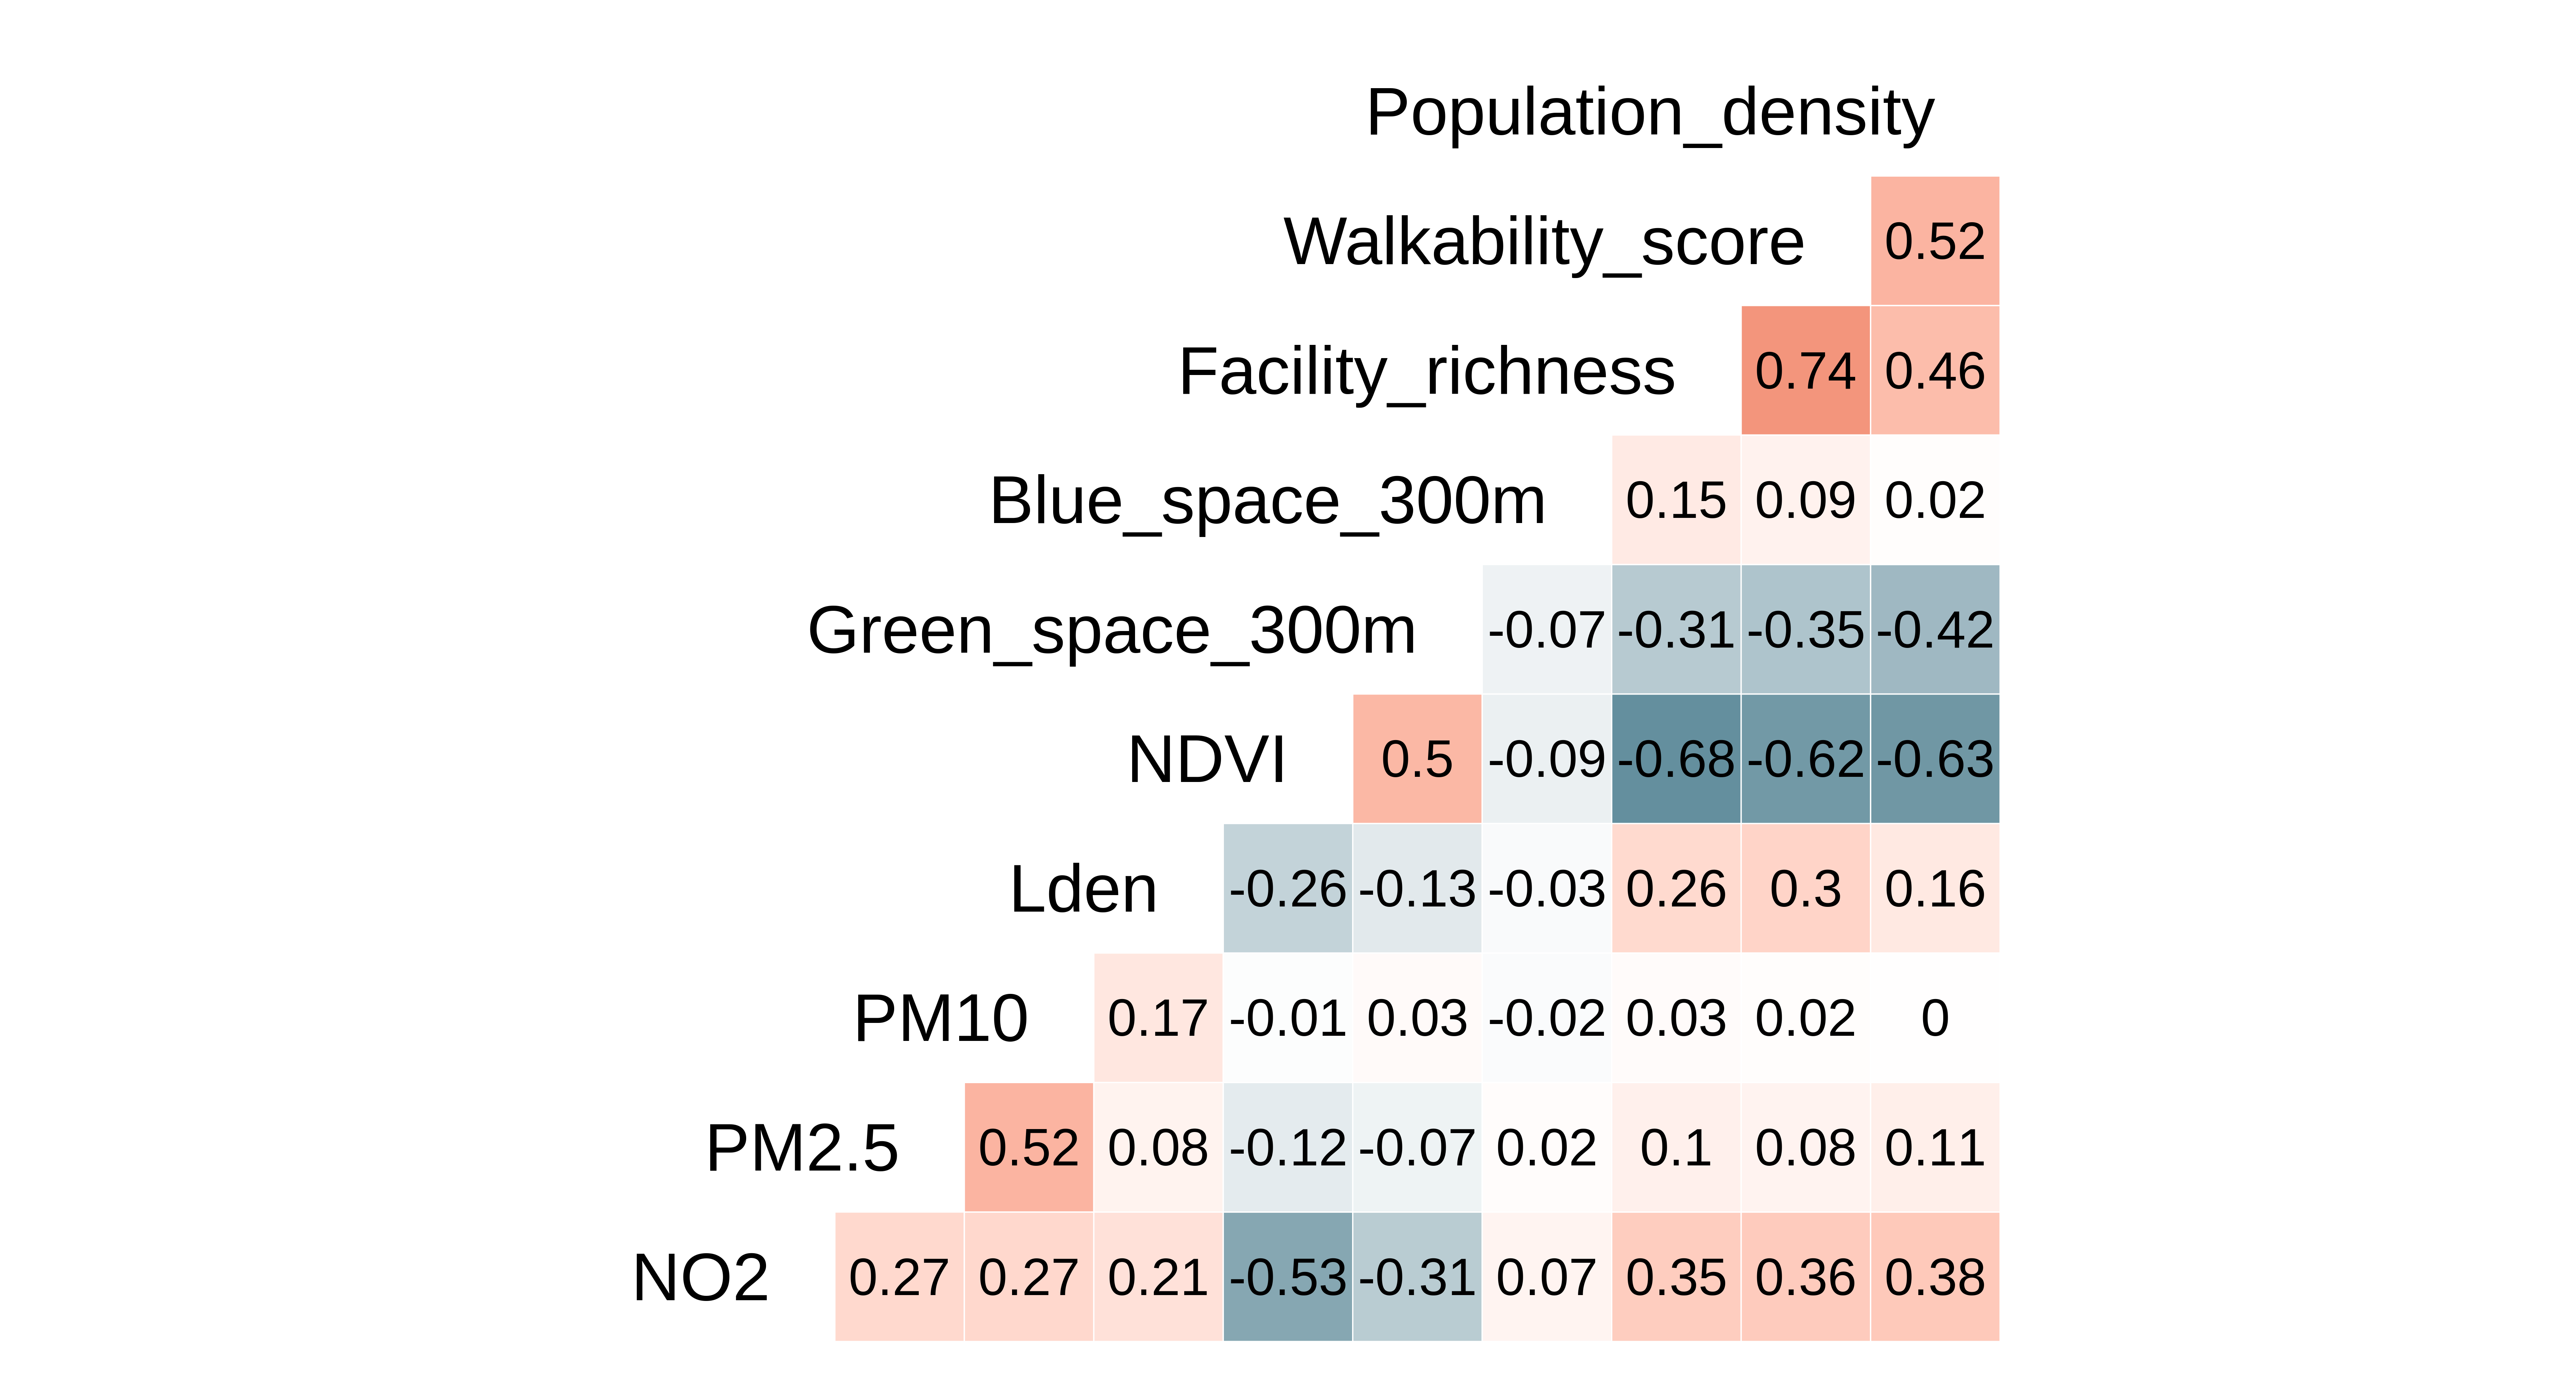 Population_density
Walkability_score 0.52
Facility_richness 0.74 0.46
Blue_space_300m 0.15 0.09 0.02
Green_space_300m -0.07 -0.31 -0.35 -0.42
NDVI 0.5 -0.09 -0.68 -0.62 -0.63
Lden -0.26 -0.13 -0.03 0.26 0.3 0.16
PM10 0.17 -0.01 0.03 -0.02 0.03 0.02 0
PM2.5 0.52 0.08 -0.12 -0.07 0.02 0.1 0.08 0.11
NO2 0.27 0.27 0.21 -0.53 -0.31 0.07 0.35 0.36 0.38